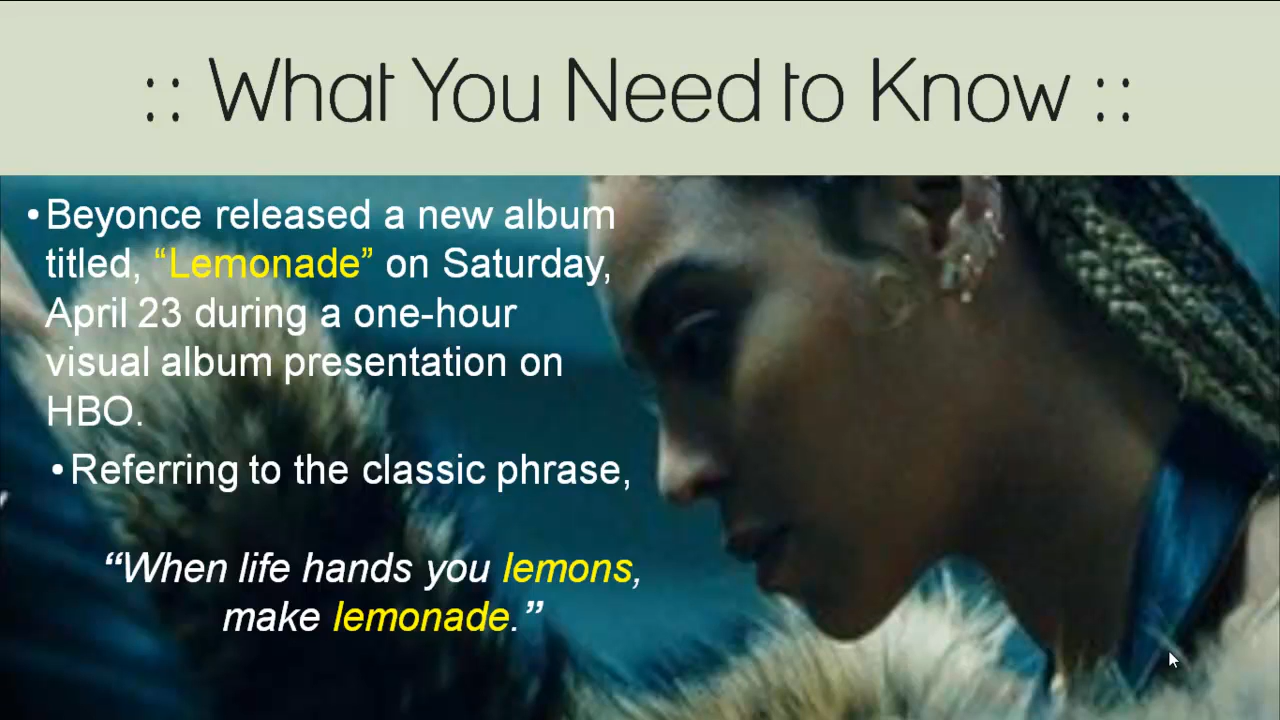 :: What You Need to Know ::
•Beyonce released a new album
titled, “Lemonade” on Saturday,
April 23 during a one-hour
visual album presentation on
HBO.
•Referring to the classic phrase,
“When life hands you lemons,
make lemonade.”